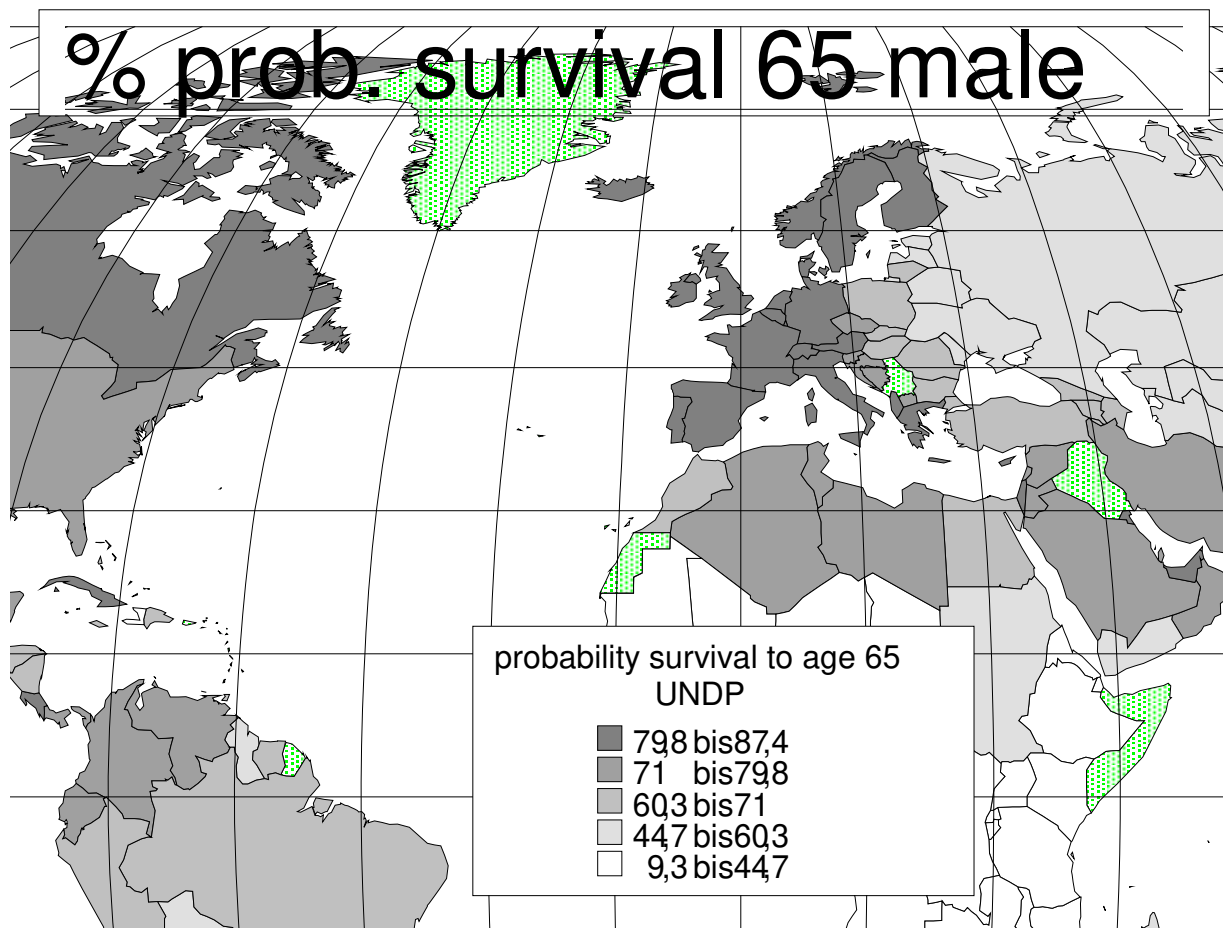 % prob. survival 65 male
probability survival to age 65
UNDP
79,8 bis 87,4
71 bis 79,8
60,3 bis 71
44,7 bis 60,3
9,3 bis 44,7